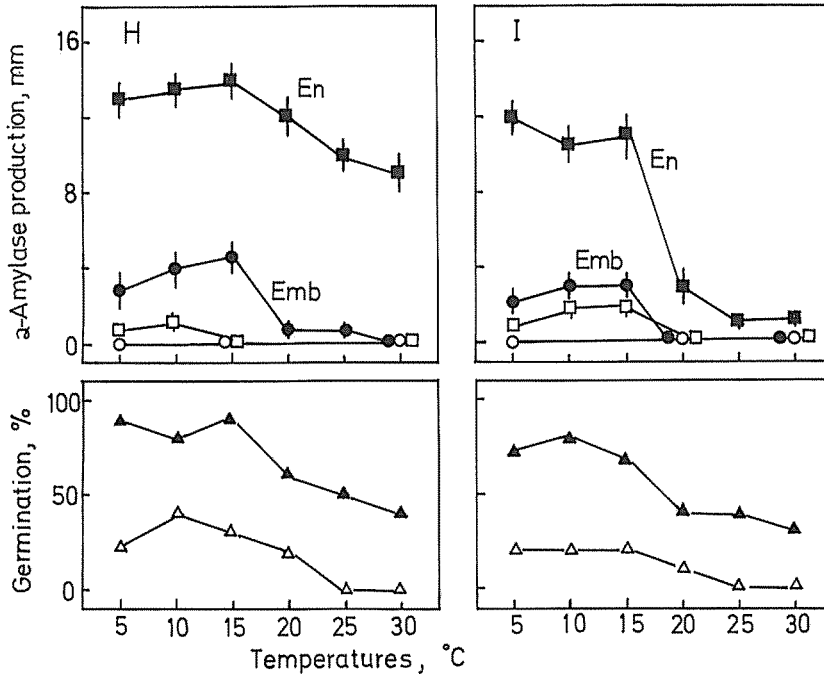 H
I
16
8
0
α-Amylase production, mm
En
Emb
En
Emb
100
50
0
Germination, %
5 10 15 20 25 30
5 10 15 20 25 30
Temperatures, °C